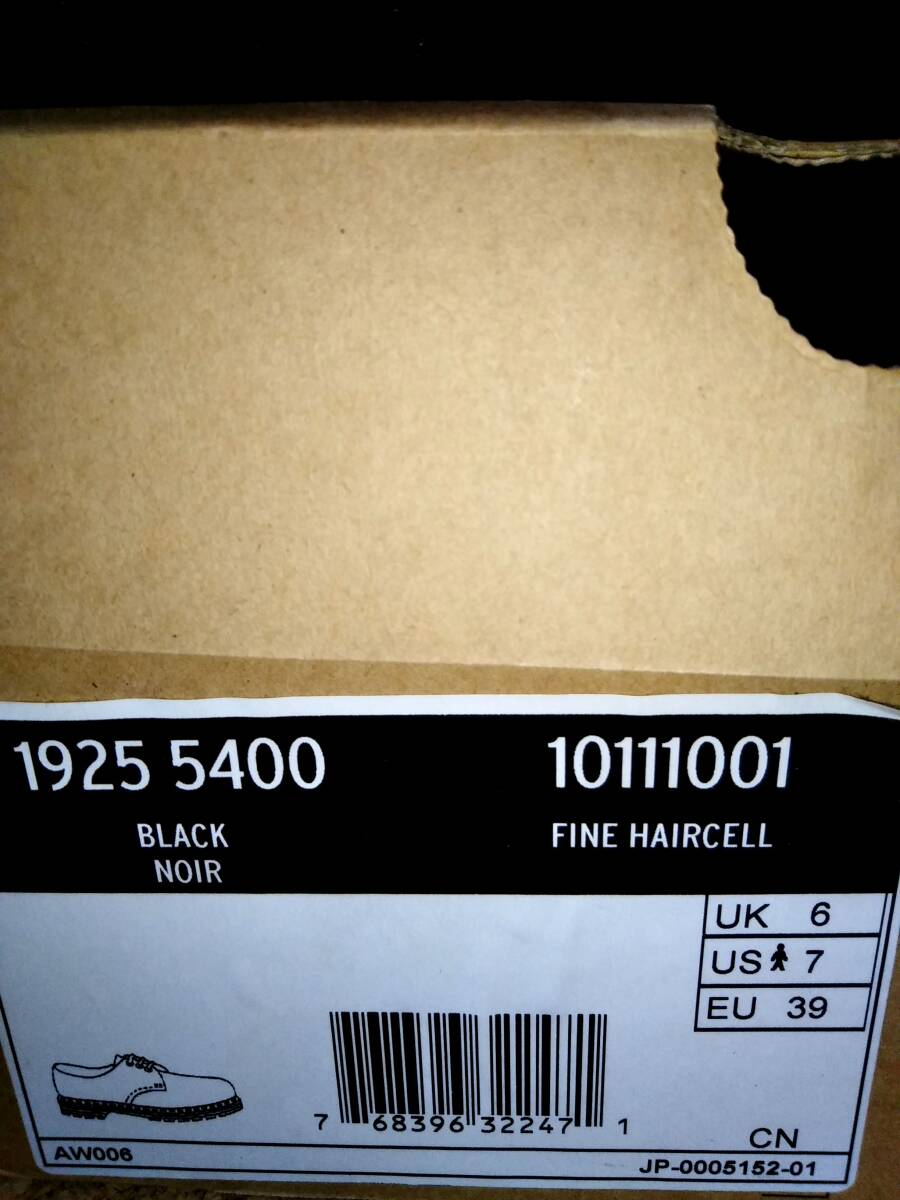 1925 5400 10111001
BLACK FINE HAIRCELL
NOIR
UK 6
US 7
EU 39
7 68396 32247 1
CN
AW006 JP-0005152-01